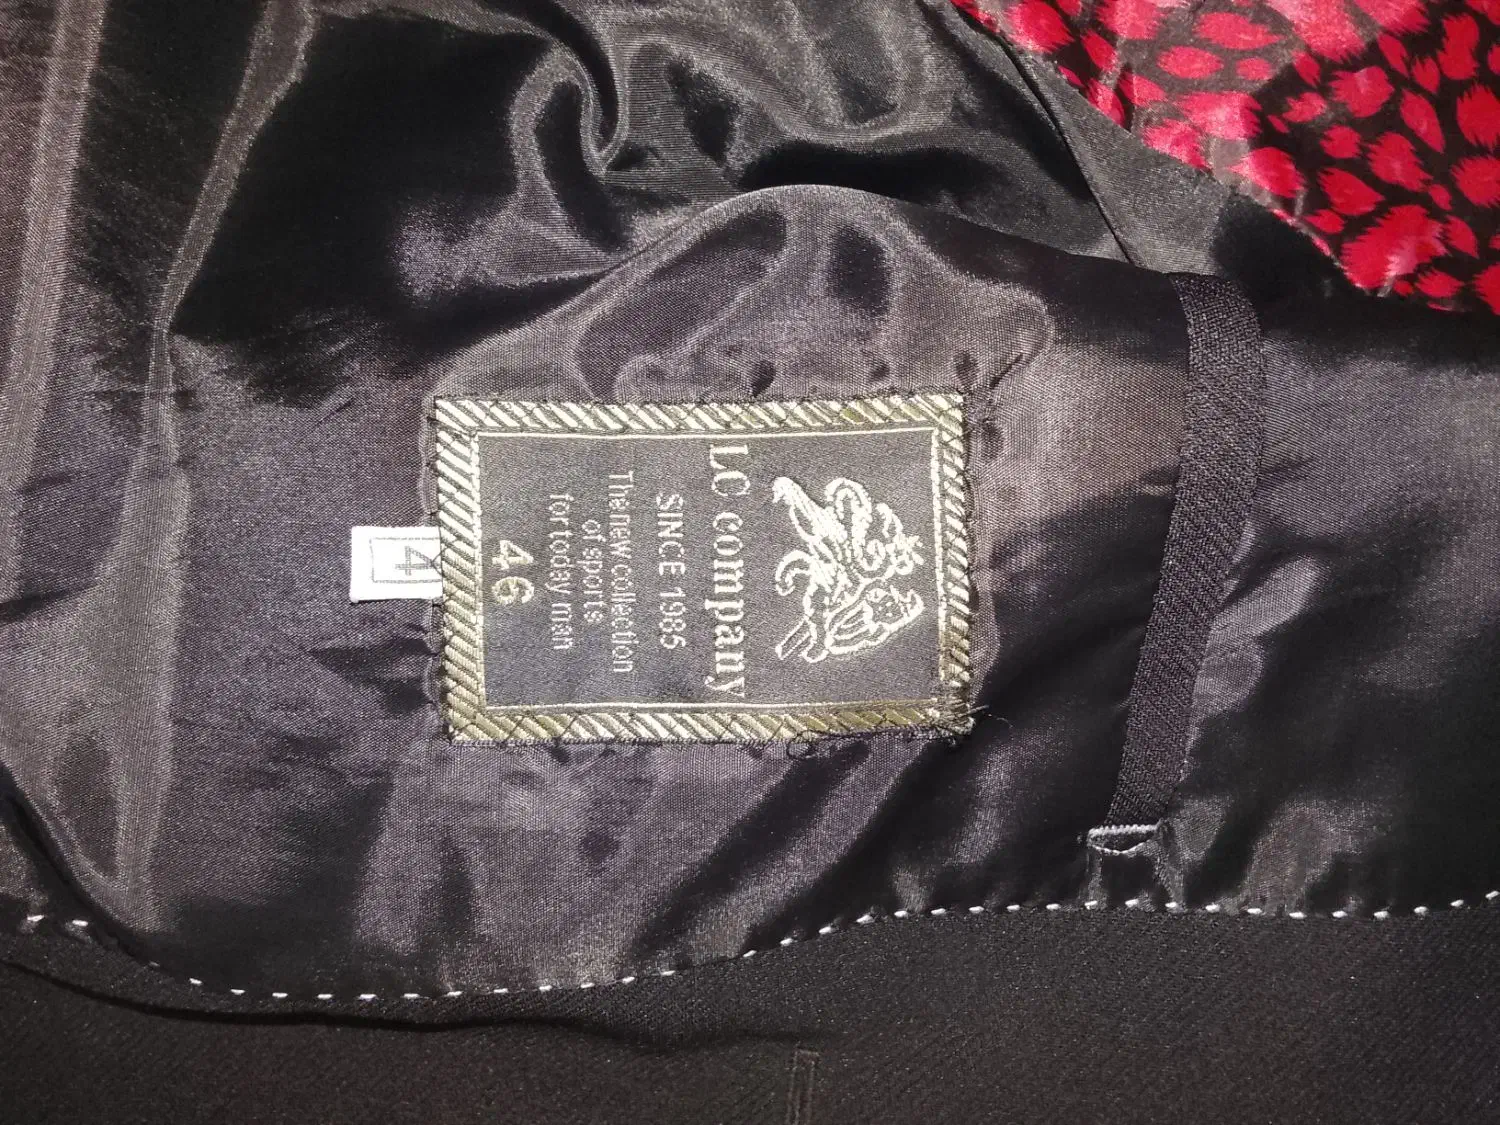 LC company
SINCE 1985
The new collection
of sports
for today man
46
4